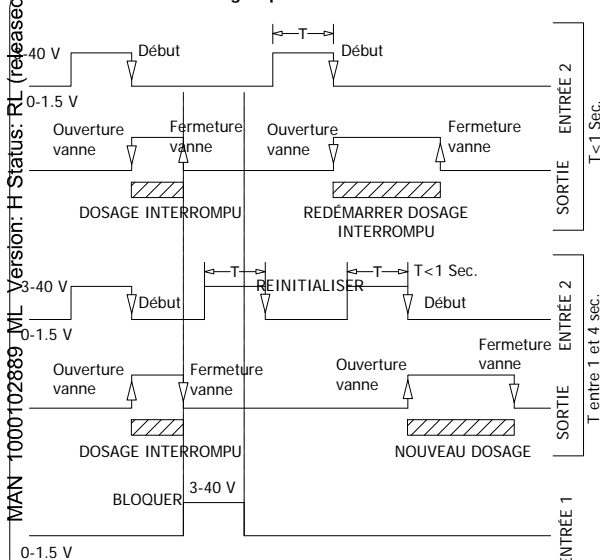 T
-40 V
Début
Début
0-1.5 V
ENTRÉE 2
T<1 Sec.
Ouverture
vanne
Fermeture
vanne
Ouverture
vanne
Fermeture
vanne
SORTIE
DOSAGE INTERROMPU
REDÉMARRER DOSAGE
INTERROMPU
T
REINITIALISER
T
T<1 Sec.
3-40 V
Début
Début
0-1.5 V
ENTRÉE 2
T entre 1 et 4 sec.
Ouverture
vanne
Fermeture
vanne
Ouverture
vanne
Fermeture
vanne
SORTIE
DOSAGE INTERROMPU
NOUVEAU DOSAGE
BLOQUER
3-40 V
0-1.5 V
ENTRÉE 1
MAN 1000102889 ML Version: H Status: RL (released